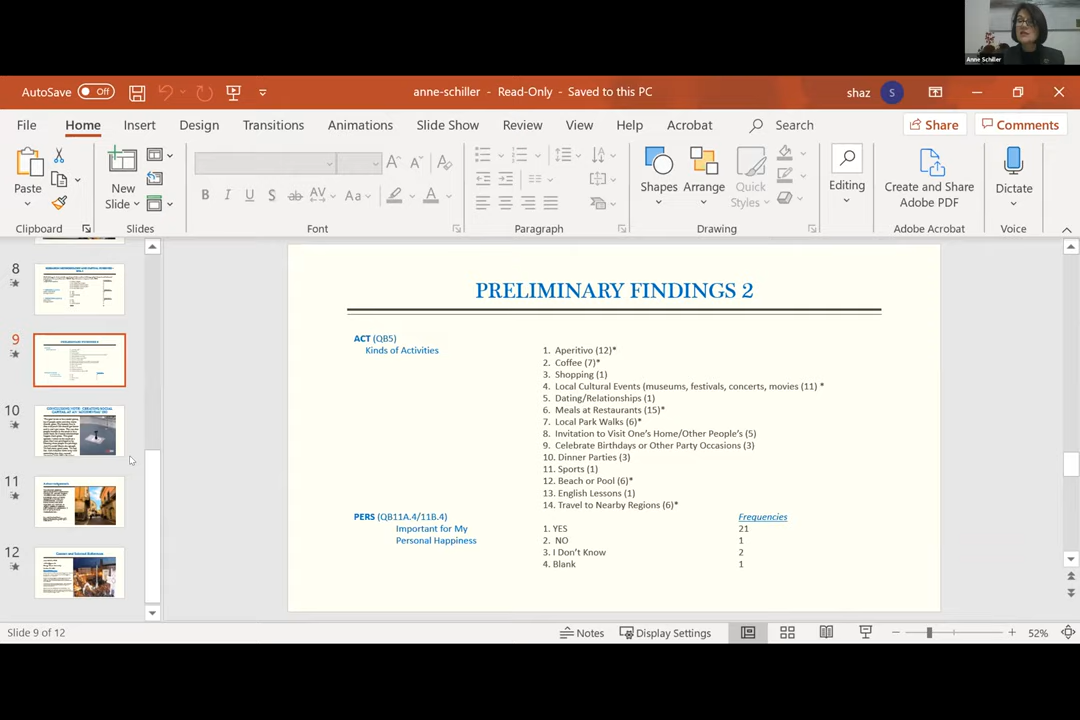 Anne Schiller
AutoSave Off
anne-schiller - Read-Only - Saved to this PC
shaz S
File Home Insert Design Transitions Animations Slide Show Review View Help Acrobat Search Share Comments
Paste
New
Slide
B I U S ab AV Aa A
Shapes Arrange Quick
Styles
Editing
Create and Share
Adobe PDF
Dictate
Clipboard Slides Font Paragraph Drawing Adobe Acrobat Voice
8
9
10
11
12
PRELIMINARY FINDINGS 2
ACT (QB5)
Kinds of Activities
1. Aperitivo (12)*
2. Coffee (7)*
3. Shopping (1)
4. Local Cultural Events (museums, festivals, concerts, movies (11) *
5. Dating/Relationships (1)
6. Meals at Restaurants (15)*
7. Local Park Walks (6)*
8. Invitation to Visit One's Home/Other People's (5)
9. Celebrate Birthdays or Other Party Occasions (3)
10. Dinner Parties (3)
11. Sports (1)
12. Beach or Pool (6)*
13. English Lessons (1)
14. Travel to Nearby Regions (6)*
PERS (QB11A.4/11B.4)
Important for My
Personal Happiness
Frequencies
1. YES 21
2. NO 1
3. I Don't Know 2
4. Blank 1
Slide 9 of 12
Notes Display Settings 52%